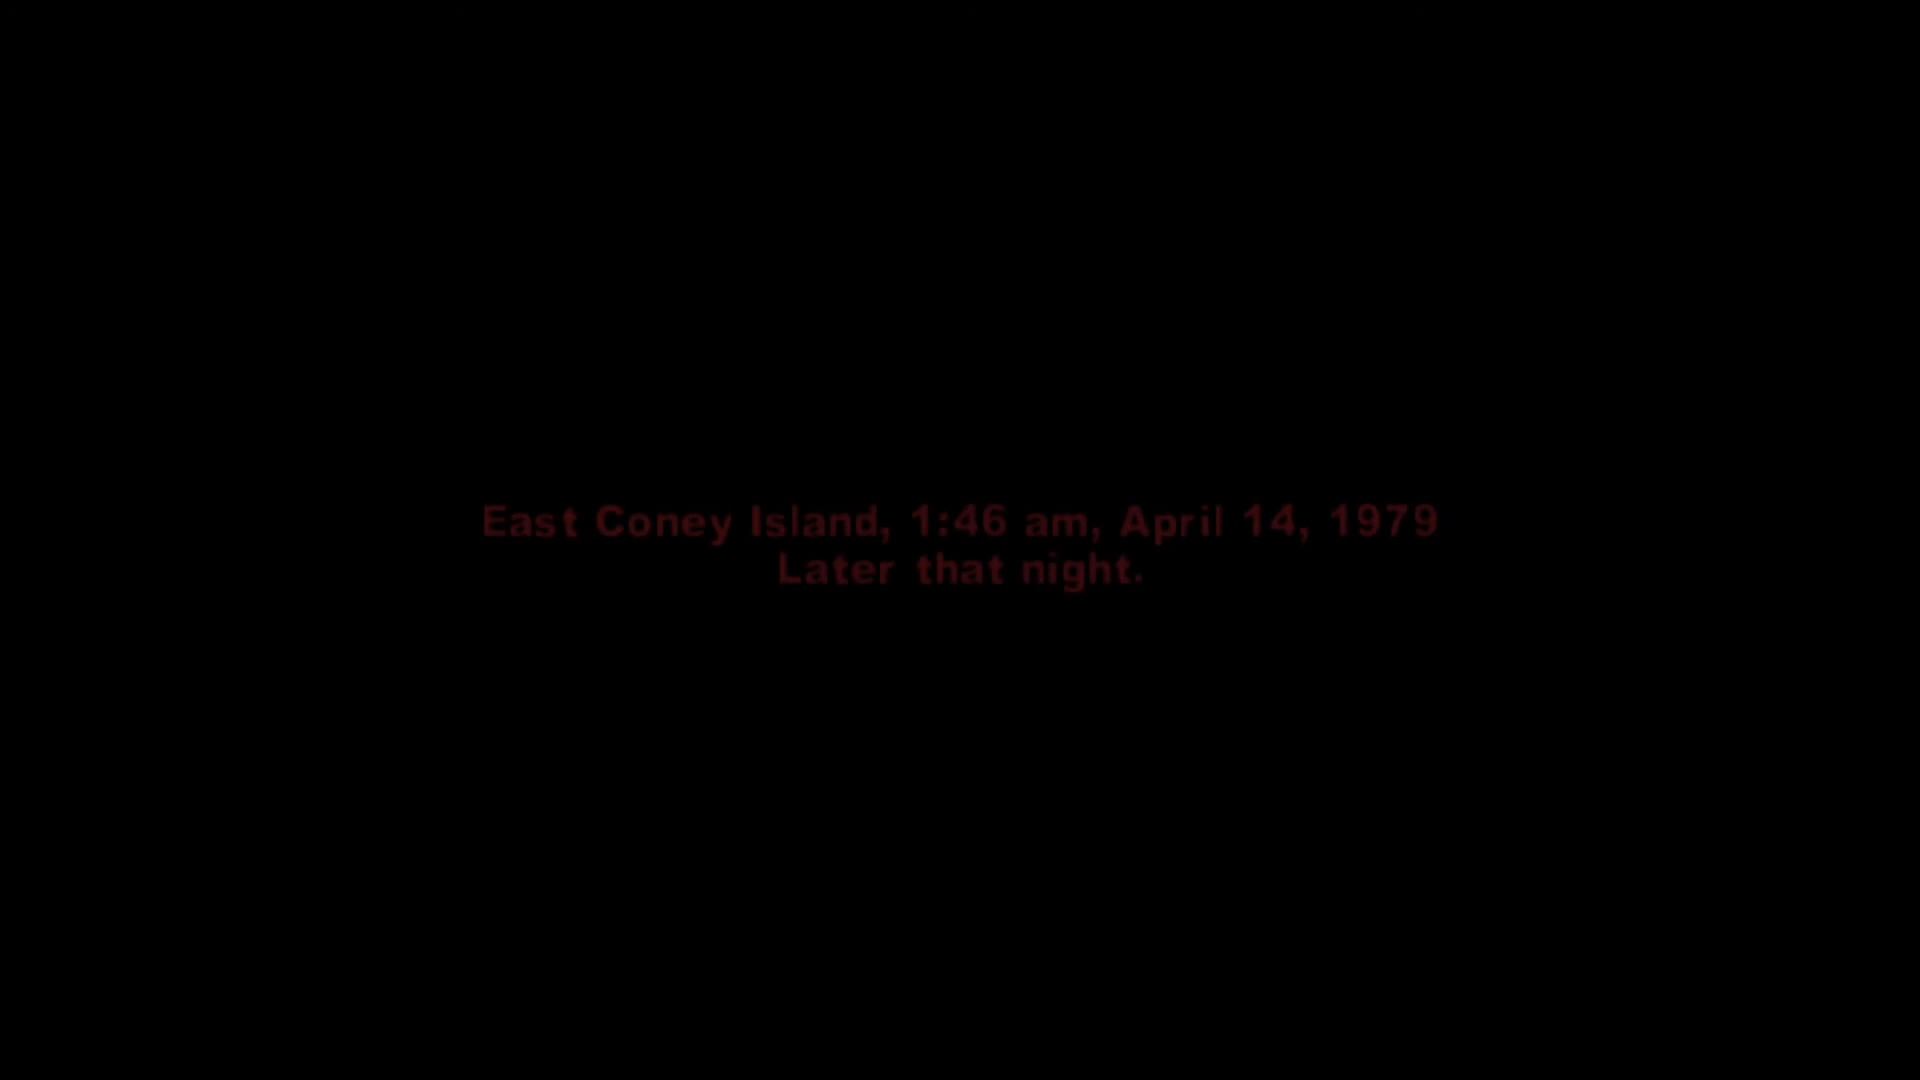 East Coney Island, 1:46 am, April 14, 1979
Later that night.